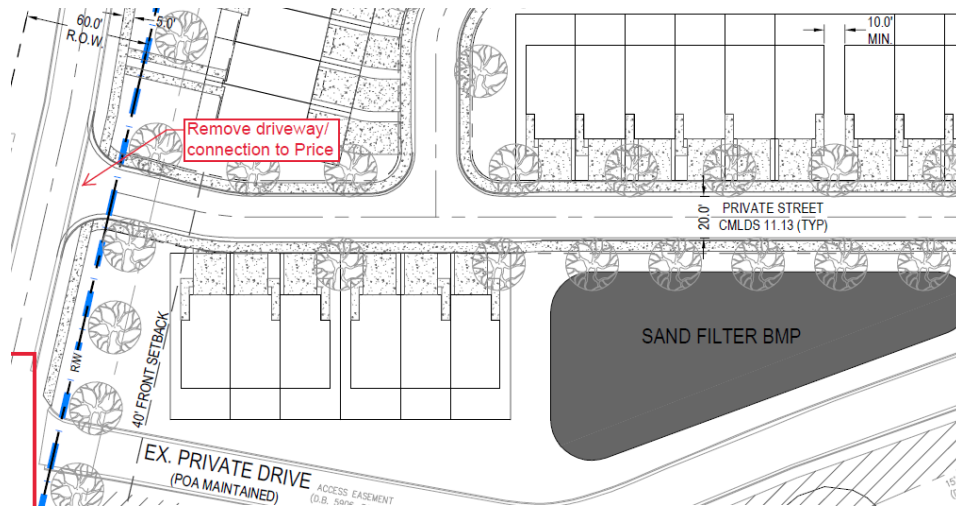 60.0'
R.O.W.
5.0'
10.0'
MIN.
Remove driveway/
connection to Price
20.0'
PRIVATE STREET
CMLDS 11.13 (TYP)
SAND FILTER BMP
R/W
40' FRONT SETBACK
EX. PRIVATE DRIVE
(POA MAINTAINED)
ACCESS EASEMENT
(D.B. 5905,